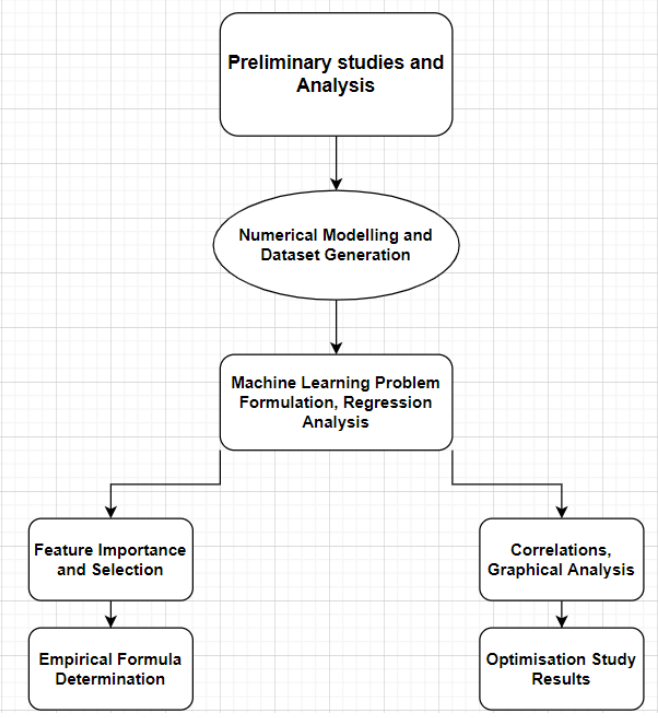 Preliminary studies and
Analysis
Numerical Modelling and
Dataset Generation
Machine Learning Problem
Formulation, Regression
Analysis
Feature Importance
and Selection
Correlations,
Graphical Analysis
Empirical Formula
Determination
Optimisation Study
Results